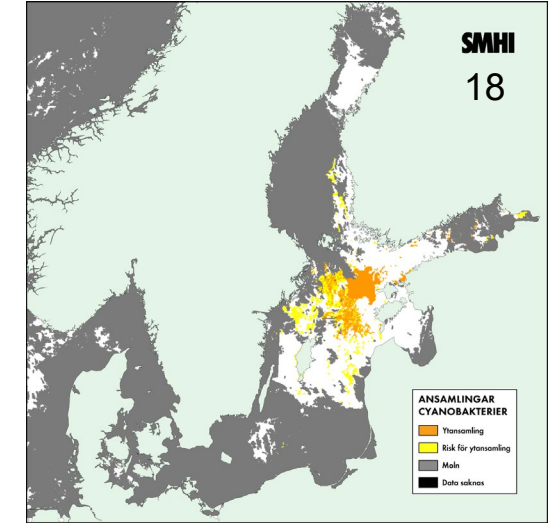 SMHI
18
ANSAMLINGAR
CYANOBAKTERIER
Ytansamling
Risk för ytansamling
Moln
Data saknas